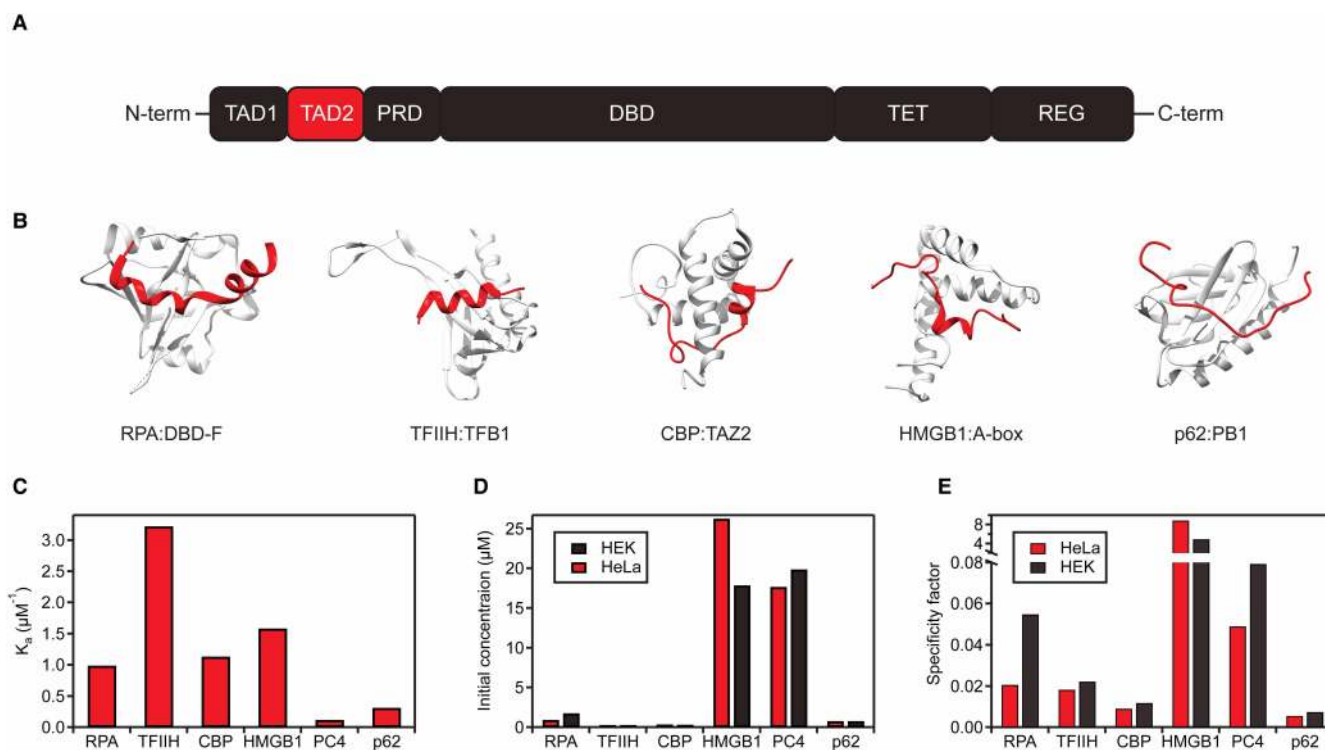 A
N-term TAD1 TAD2 PRD DBD TET REG C-term
B
RPA:DBD-F TFIIH:TFB1 CBP:TAZ2 HMGB1:A-box p62:PB1
C
Kₐ (µM⁻¹)
3.0
2.5
2.0
1.5
1.0
0.5
0.0
RPA TFIIH CBP HMGB1 PC4 p62
D
Initial concentraion (µM)
25
20
15
10
5
0
HEK
HeLa
RPA TFIIH CBP HMGB1 PC4 p62
E
Specificity factor
8
4
0.08
0.06
0.04
0.02
0.00
HeLa
HEK
RPA TFIIH CBP HMGB1 PC4 p62